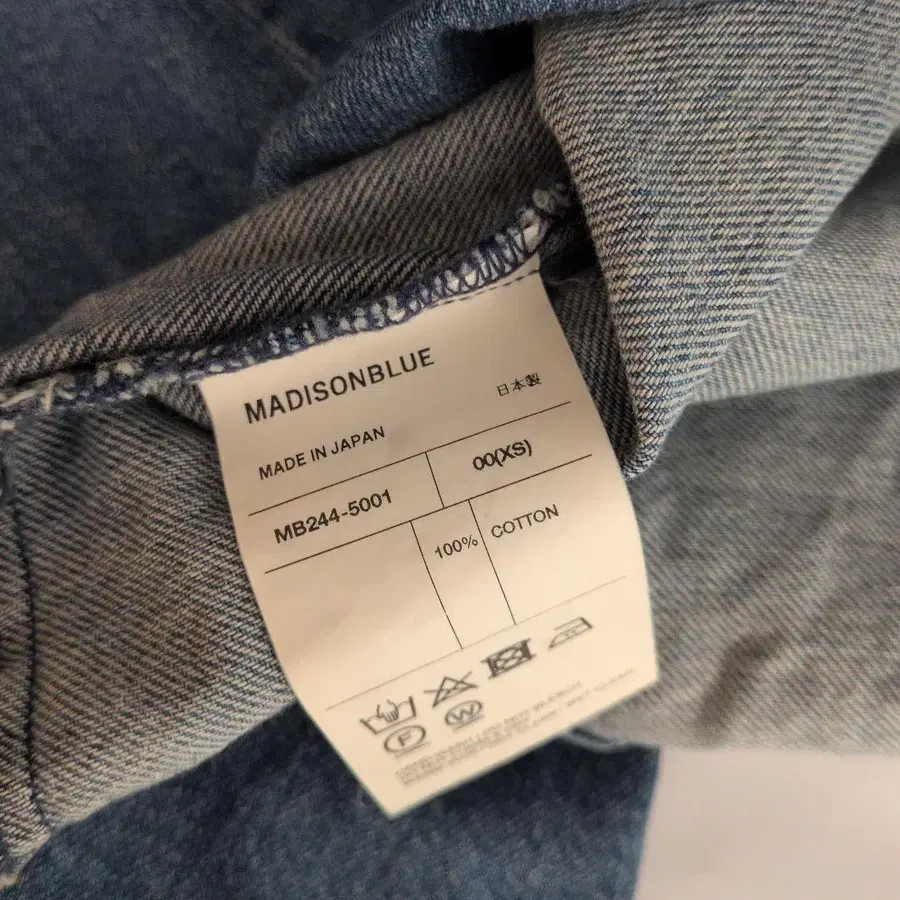 MADISONBLUE
日本製
MADE IN JAPAN
MB244-5001 00(XS)
100% COTTON
F W